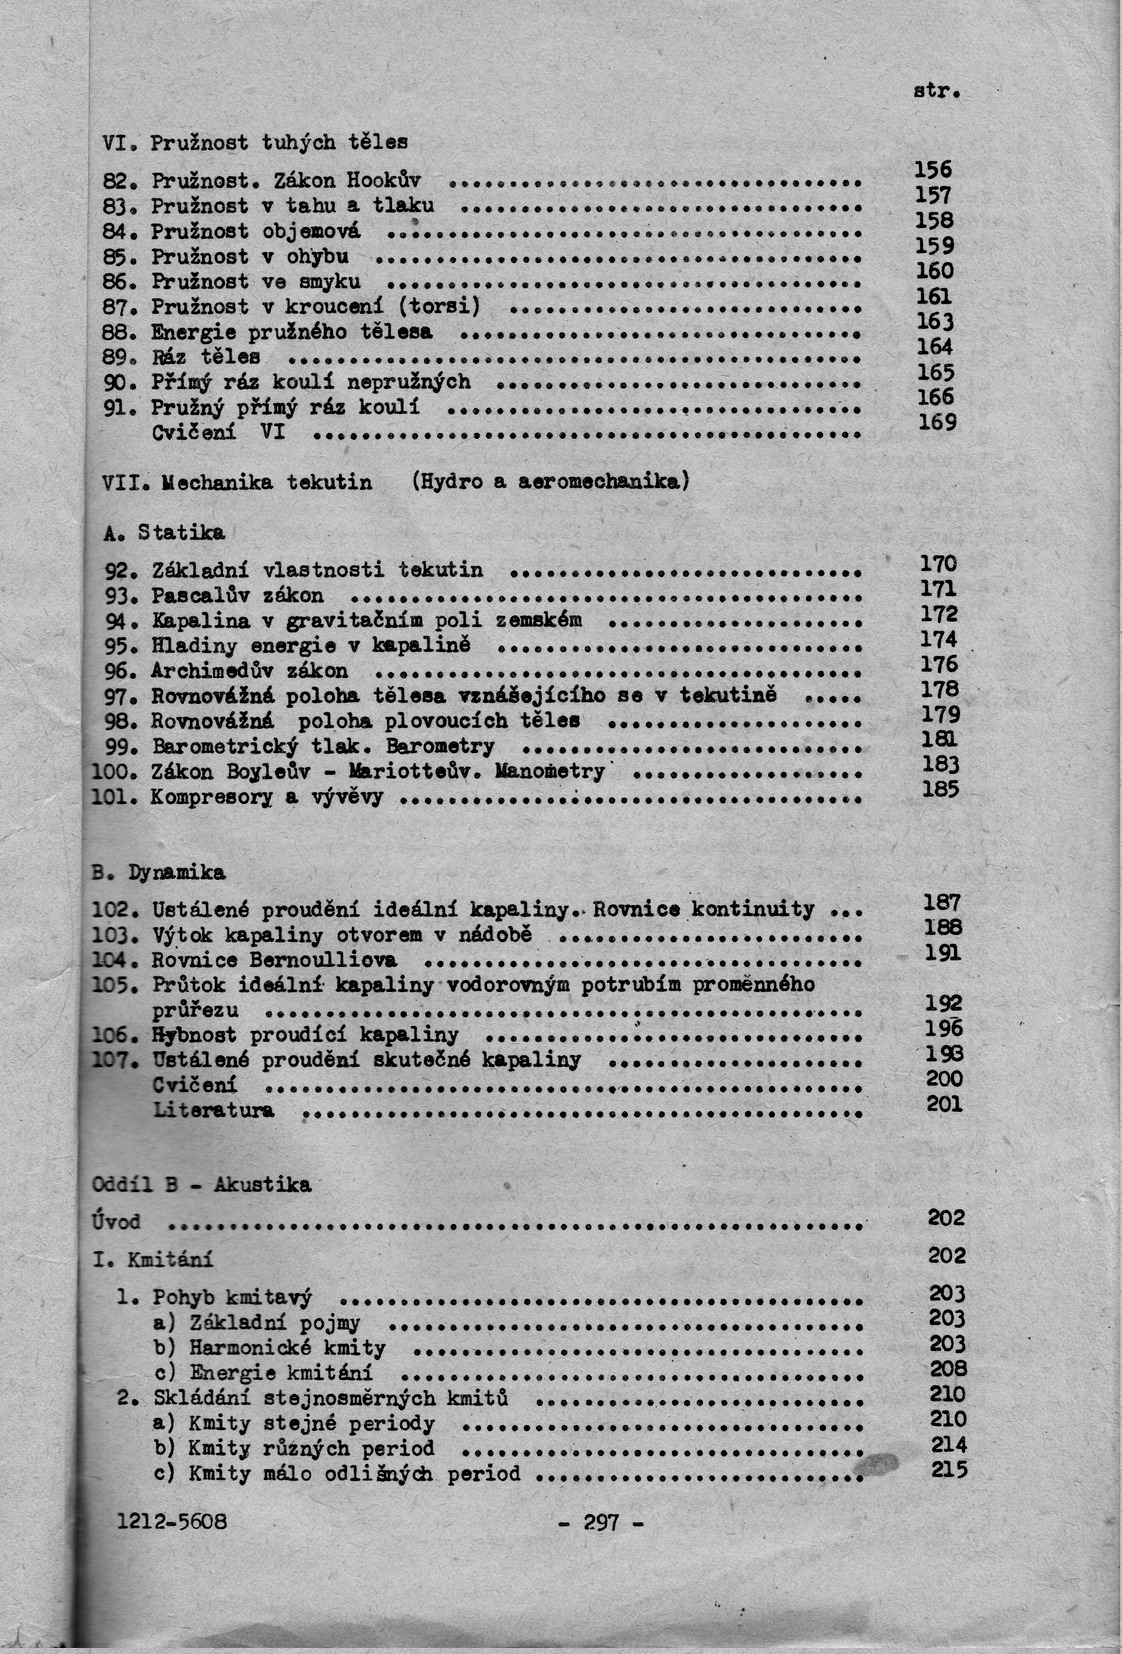 str.
VI. Pružnost tuhých těles
82. Pružnost. Zákon Hookův .................................. 156
83. Pružnost v tahu a tlaku ................................. 157
84. Pružnost objemová ....................................... 158
85. Pružnost v ohybu ........................................ 159
86. Pružnost ve smyku ....................................... 160
87. Pružnost v kroucení (torsi) ............................. 161
88. Energie pružného tělesa ................................. 163
89. Ráz těles ............................................... 164
90. Přímý ráz koulí nepružných .............................. 165
91. Pružný přímý ráz koulí .................................. 166
Cvičení VI ............................................. 169
VII. Mechanika tekutin (Hydro a aeromechanika)
A. Statika
92. Základní vlastnosti tekutin ............................. 170
93. Pascalův zákon .......................................... 171
94. Kapalina v gravitačním poli zemském ..................... 172
95. Hladiny energie v kapalině .............................. 174
96. Archimedův zákon ........................................ 176
97. Rovnovážná poloha tělesa vznášejícího se v tekutině ..... 178
98. Rovnovážná poloha plovoucích těles ..................... 179
99. Barometrický tlak. Barometry ............................ 181
100. Zákon Boyleův - Mariotteův. Manometry ................... 183
101. Kompresory a vývěvy ...................................... 185
B. Dynamika
102. Ustálené proudění ideální kapaliny. Rovnice kontinuity ... 187
103. Výtok kapaliny otvorem v nádobě ......................... 188
104. Rovnice Bernoulliova .................................... 191
105. Průtok ideální kapaliny vodorovným potrubím proměnného
průřezu ................................................. 192
106. Hybnost proudící kapaliny ............................... 196
107. Ustálené proudění skutečné kapaliny ..................... 198
Cvičení ................................................. 200
Literatura .............................................. 201
Oddíl B - Akustika
Úvod ......................................................... 202
I. Kmitání 202
1. Pohyb kmitavý ........................................... 203
a) Základní pojmy ....................................... 203
b) Harmonické kmity ..................................... 203
c) Energie kmitání ...................................... 208
2. Skládání stejnosměrných kmitů ........................... 210
a) Kmity stejné periody ................................. 210
b) Kmity různých period ................................. 214
c) Kmity málo odlišných period ........................... 215
1212-5608 - 297 -